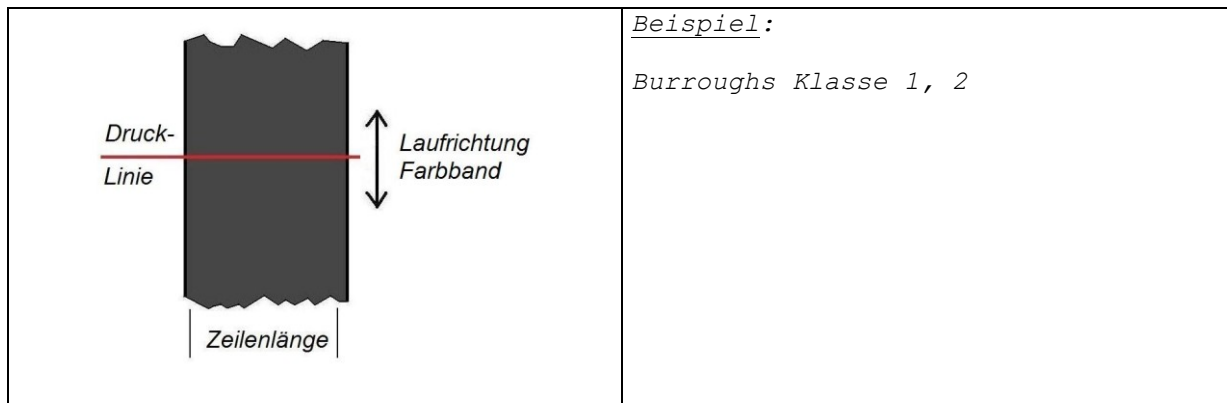 Druck-
Linie
Laufrichtung
Farbband
Zeilenlänge
Beispiel:
Burroughs Klasse 1, 2